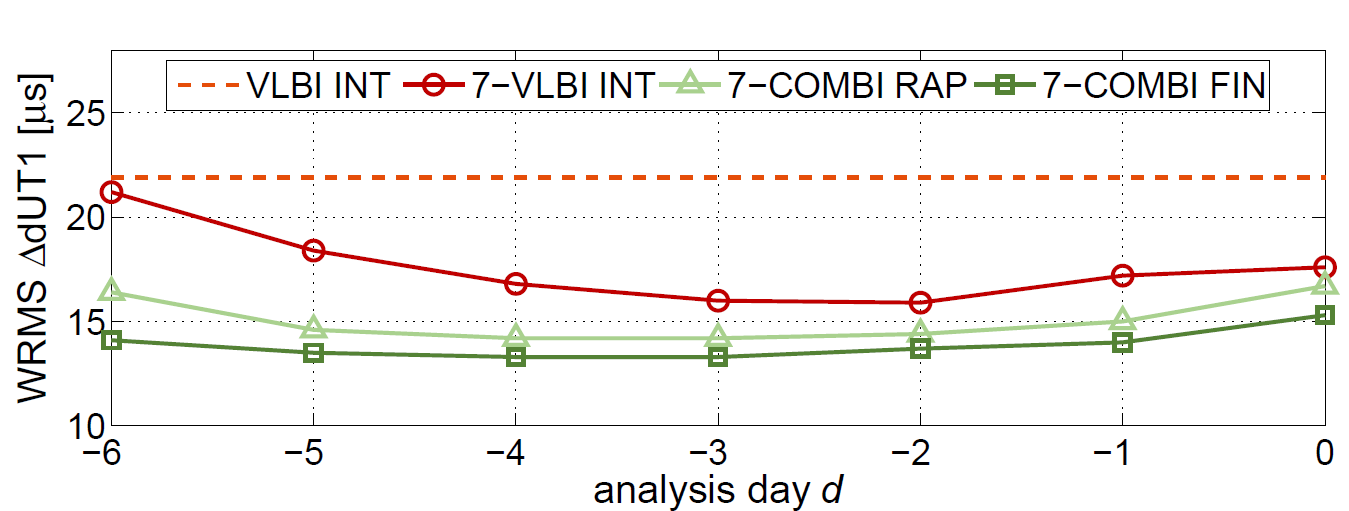 VLBI INT 7−VLBI INT 7−COMBI RAP 7−COMBI FIN
WRMS ΔdUT1 [µs]
25
20
15
10
−6 −5 −4 −3 −2 −1 0
analysis day d